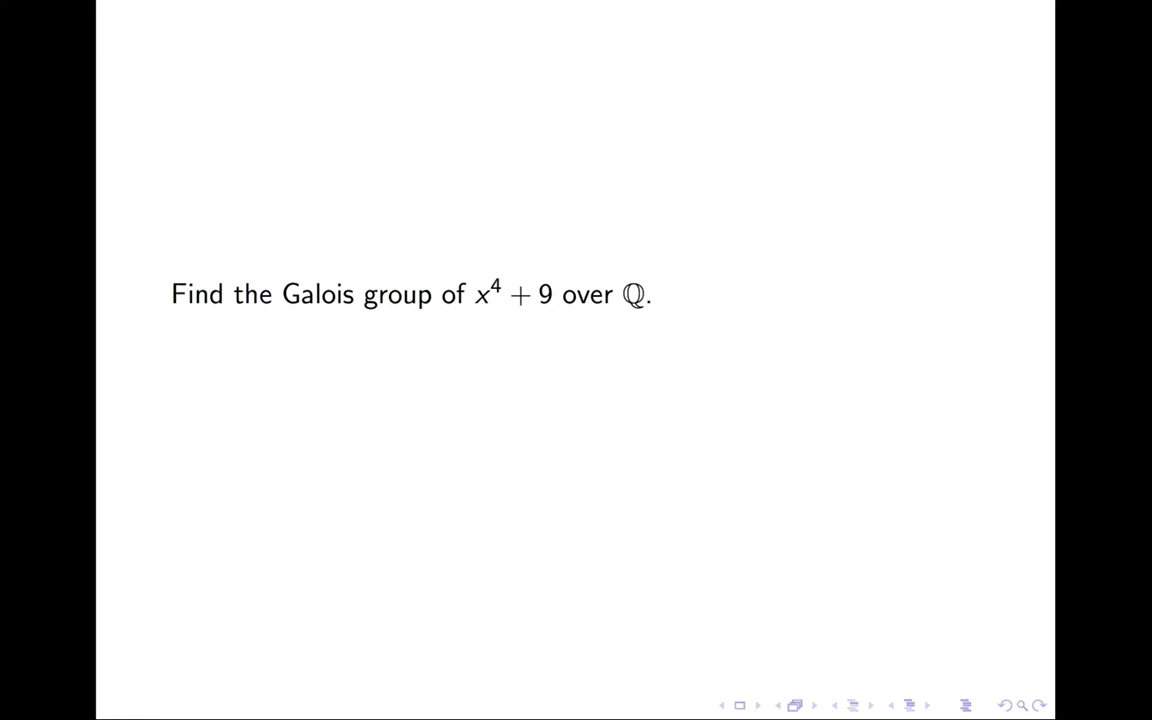 Find the Galois group of x⁴ + 9 over ℚ.